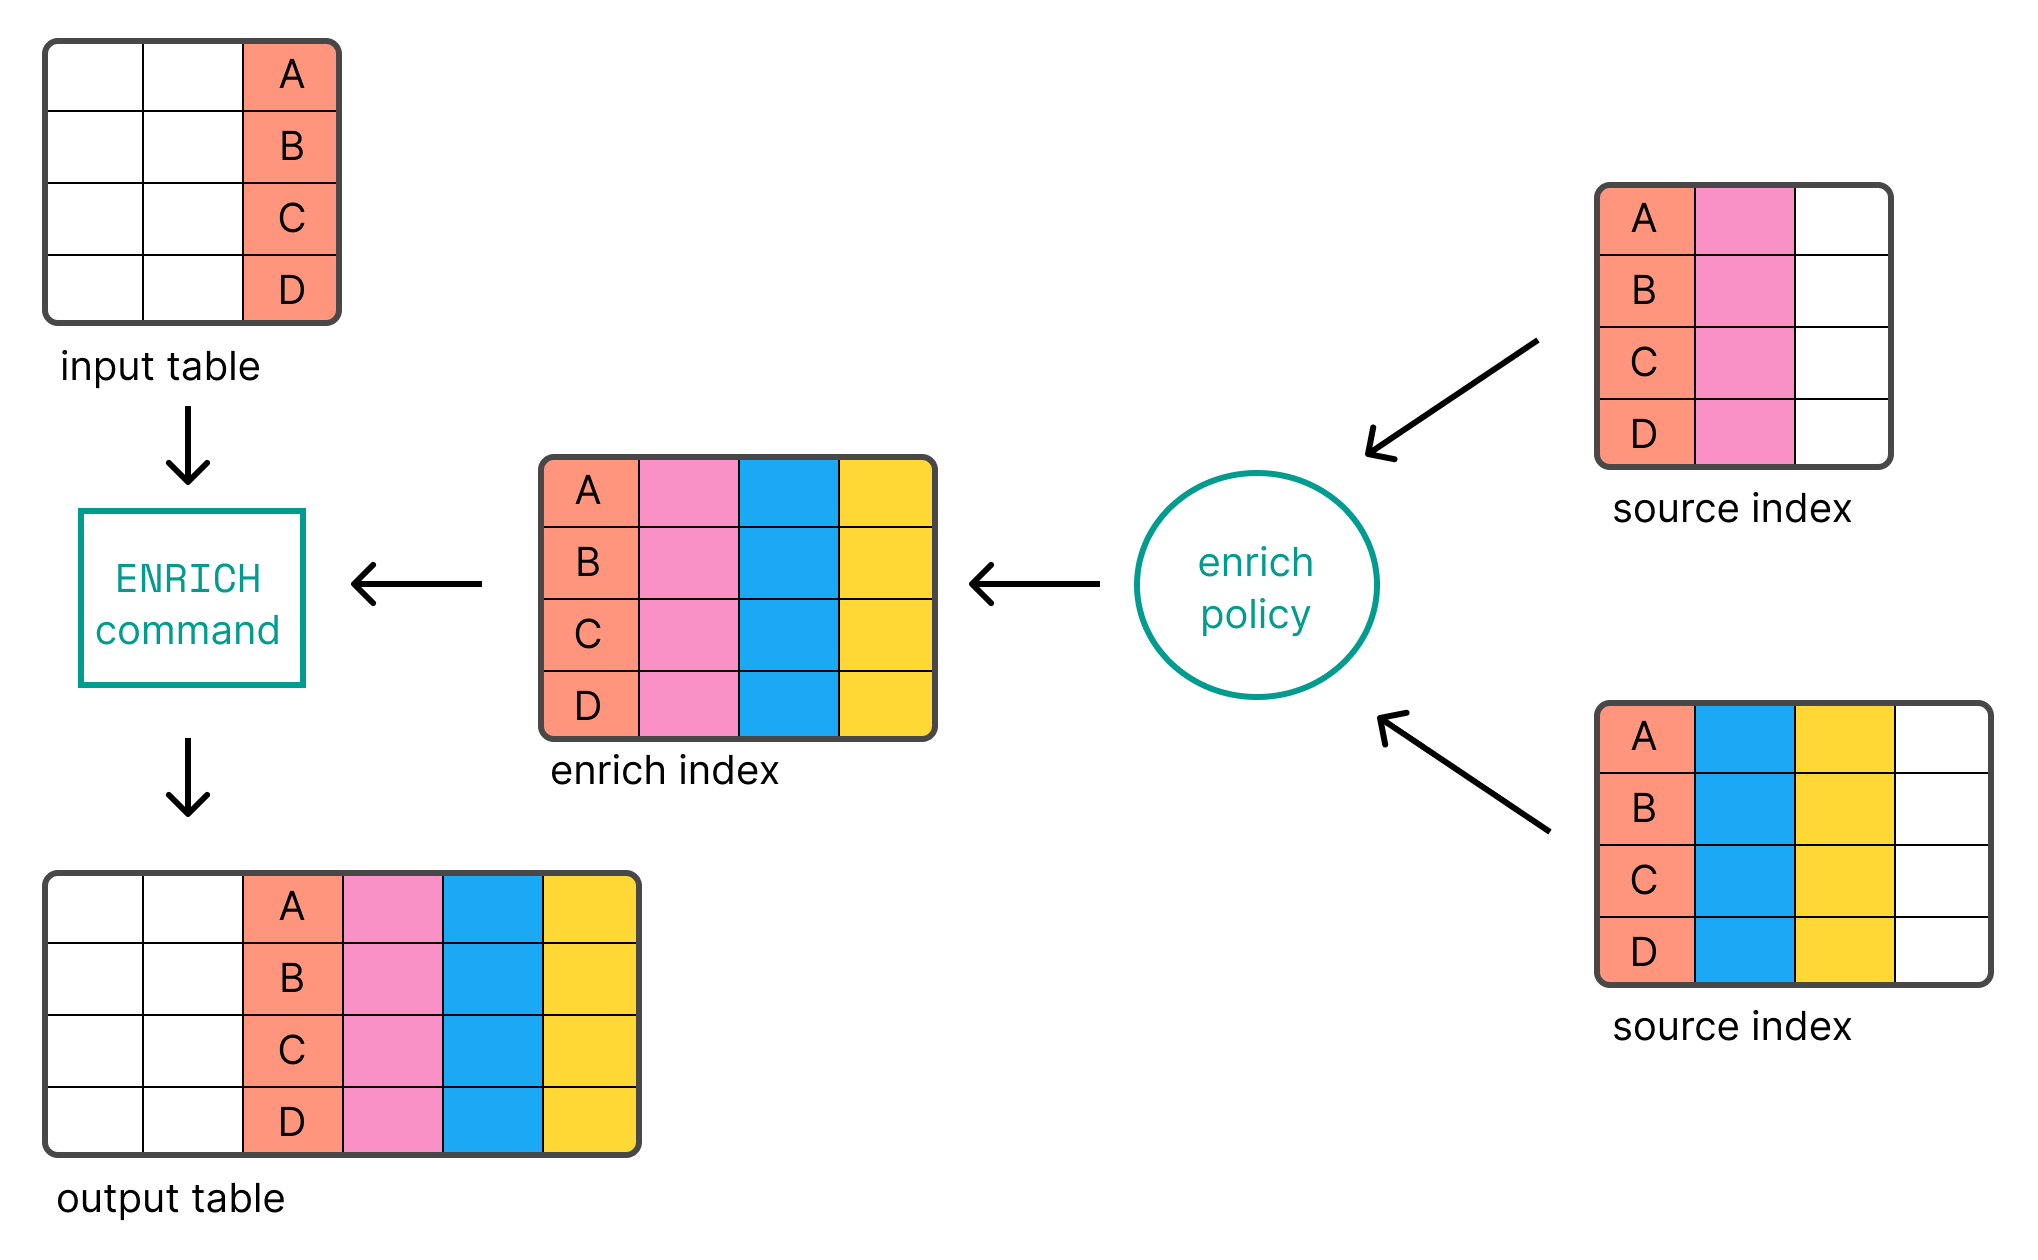 A
B
C
D
input table
ENRICH
command
A
B
C
D
enrich index
enrich
policy
A
B
C
D
source index
A
B
C
D
source index
A
B
C
D
output table